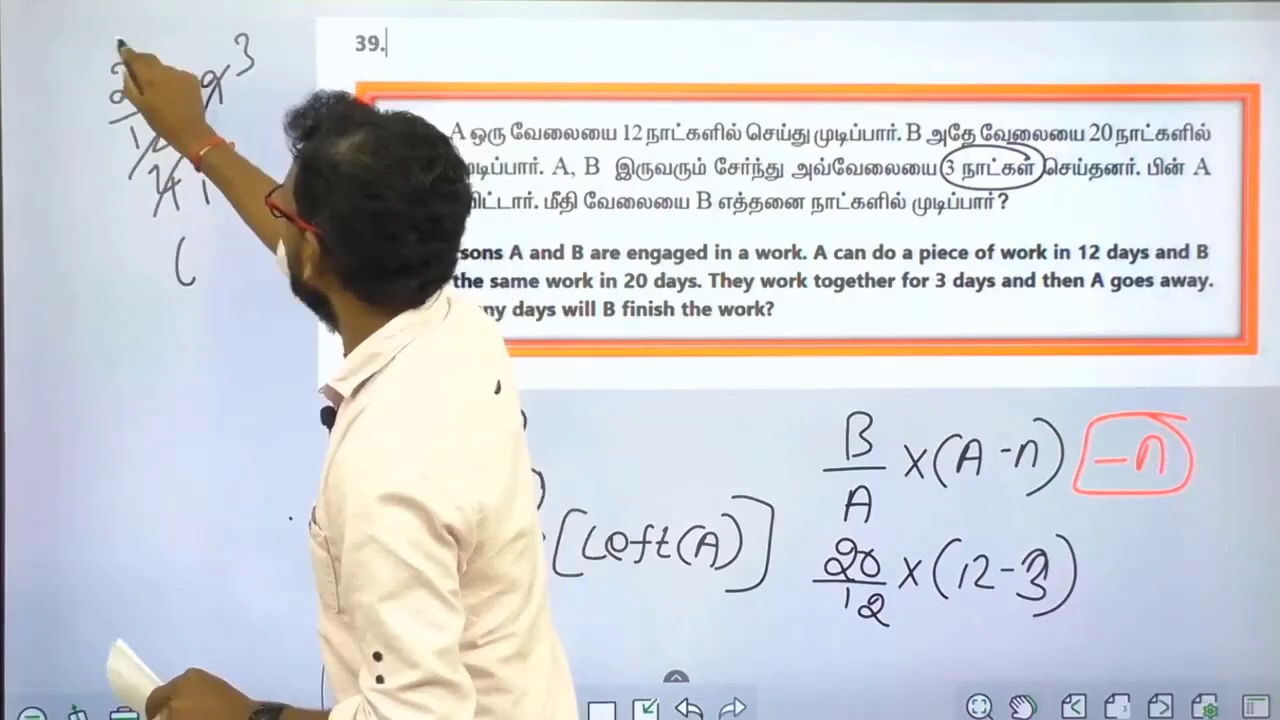 39.
A ஒரு வேலையை 12 நாட்களில் செய்து முடிப்பார். B அதே வேலையை 20 நாட்களில்
A, B இருவரும் சேர்ந்து அவ்வேலையை 3 நாட்கள் செய்தனர். பின் A
மீதி வேலையை B எத்தனை நாட்களில் முடிப்பார்?
A and B are engaged in a work. A can do a piece of work in 12 days and B
the same work in 20 days. They work together for 3 days and then A goes away.
days will B finish the work?
B/A ×(A-n) -n
[Left(A)]
20/12 ×(12-3)
3